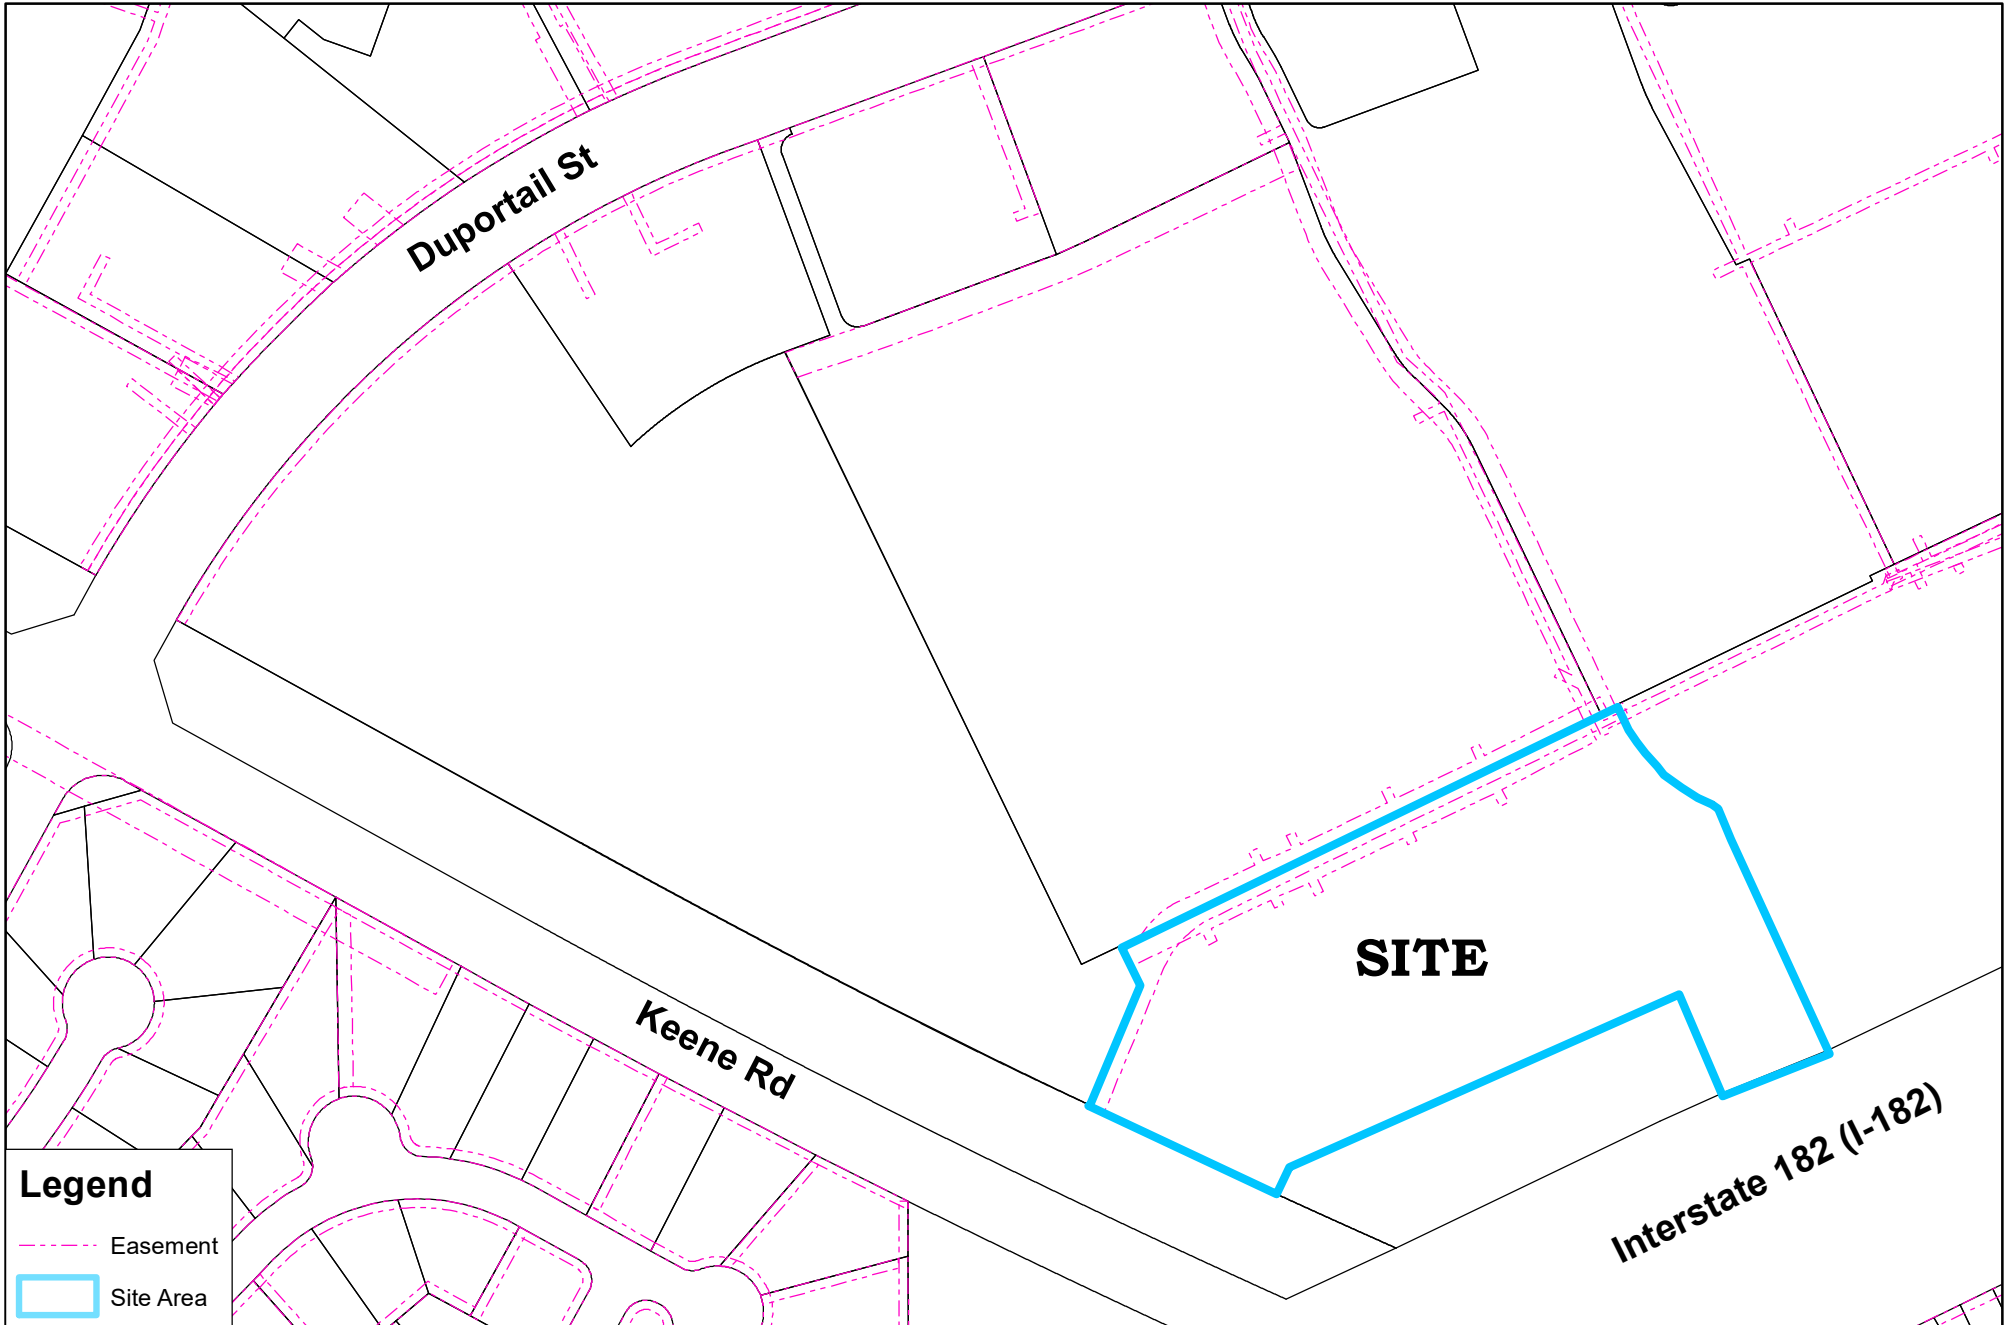 Duportail St
SITE
Keene Rd
Interstate 182 (I-182)
Legend
Easement
Site Area